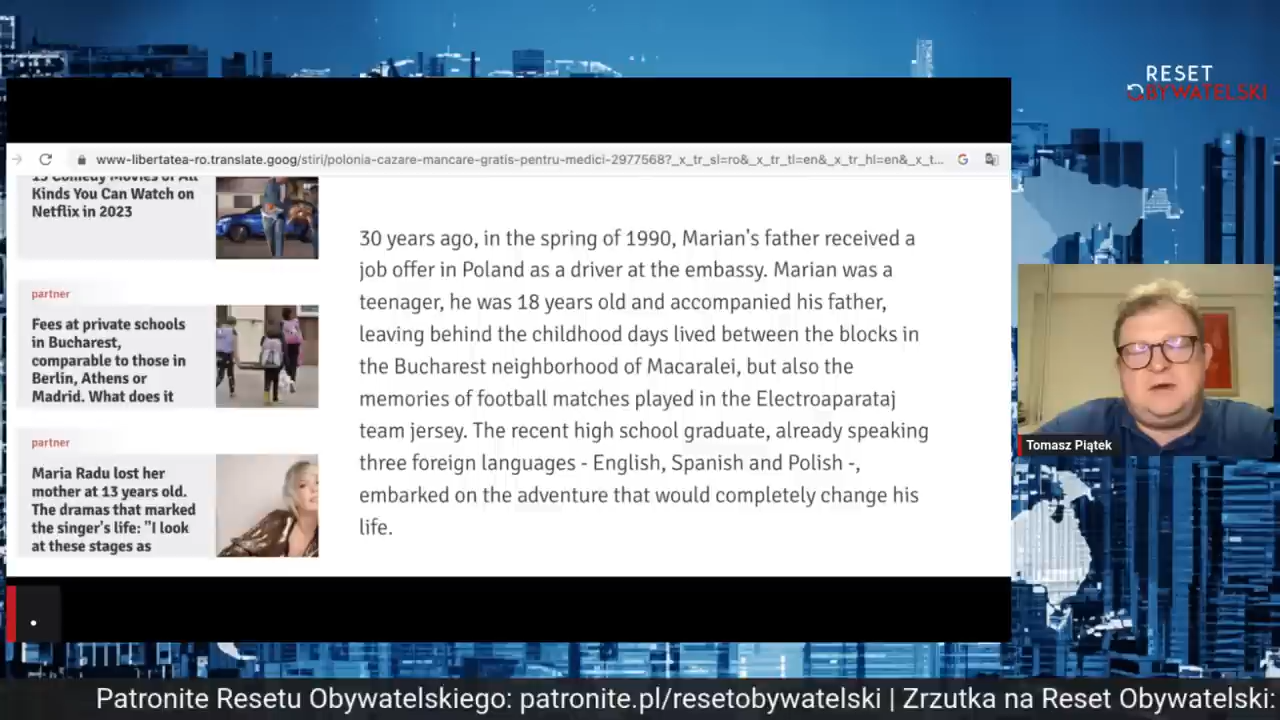 RESET
OBYWATELSKI
www-libertatea-ro.translate.goog/stiri/polonia-cazare-mancare-gratis-pentru-medici-2977568?_x_tr_sl=ro&_x_tr_tl=en&_x_tr_hl=en&_x_t...
15 Comedy Movies of All
Kinds You Can Watch on
Netflix in 2023
partner
Fees at private schools
in Bucharest,
comparable to those in
Berlin, Athens or
Madrid. What does it
partner
Maria Radu lost her
mother at 13 years old.
The dramas that marked
the singer's life: "I look
at these stages as
30 years ago, in the spring of 1990, Marian's father received a
job offer in Poland as a driver at the embassy. Marian was a
teenager, he was 18 years old and accompanied his father,
leaving behind the childhood days lived between the blocks in
the Bucharest neighborhood of Macaralei, but also the
memories of football matches played in the Electroaparataj
team jersey. The recent high school graduate, already speaking
three foreign languages - English, Spanish and Polish -,
embarked on the adventure that would completely change his
life.
Tomasz Piątek
.
Patronite Resetu Obywatelskiego: patronite.pl/resetobywatelski | Zrzutka na Reset Obywatelski: